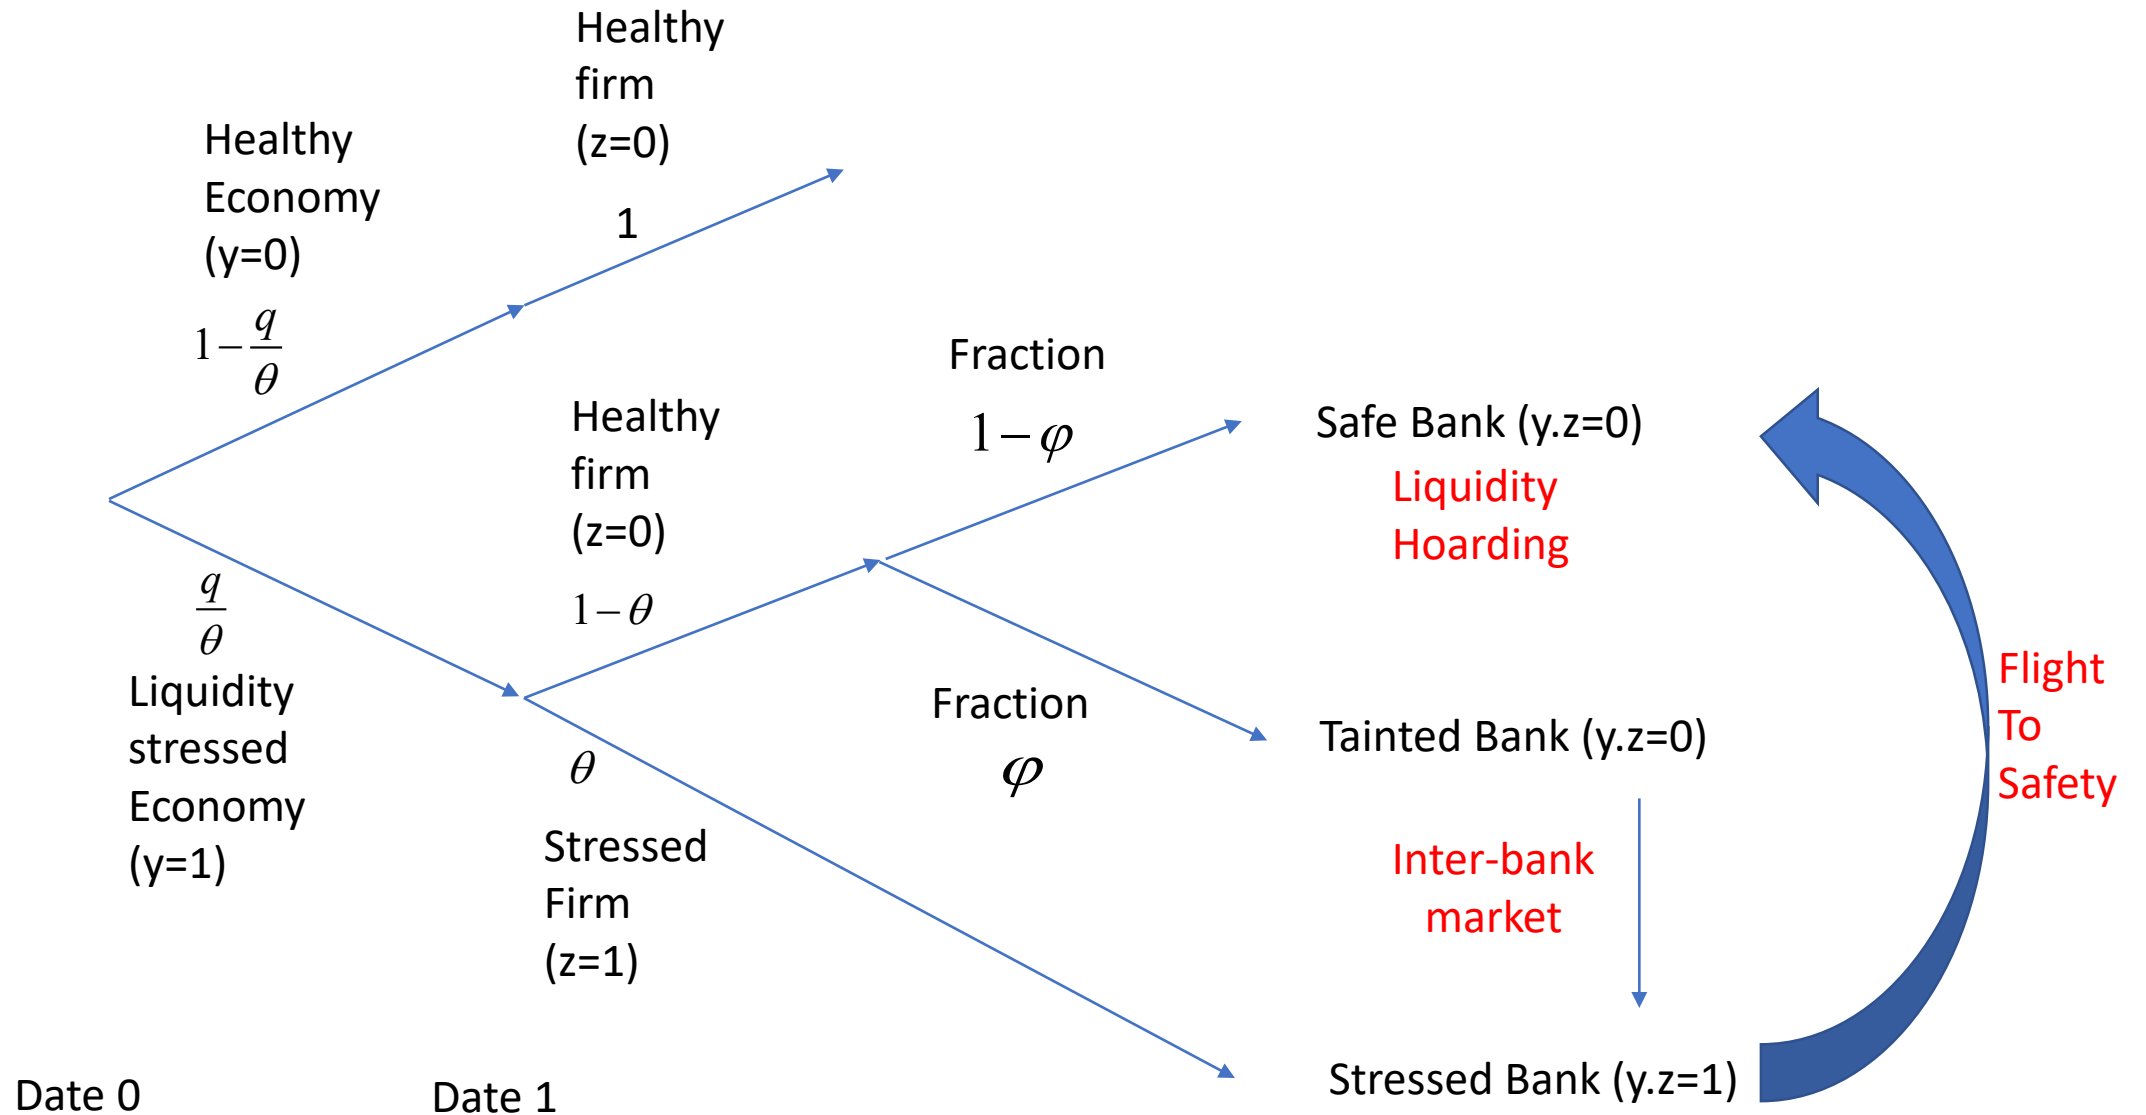 Healthy
firm
(z=0)
1
Healthy
Economy
(y=0)
1−q/θ
q/θ
Liquidity
stressed
Economy
(y=1)
Healthy
firm
(z=0)
1−θ
θ
Stressed
Firm
(z=1)
Fraction
1−φ
Fraction
φ
Safe Bank (y.z=0)
Liquidity
Hoarding
Tainted Bank (y.z=0)
Inter-bank
market
Stressed Bank (y.z=1)
Flight
To
Safety
Date 0
Date 1